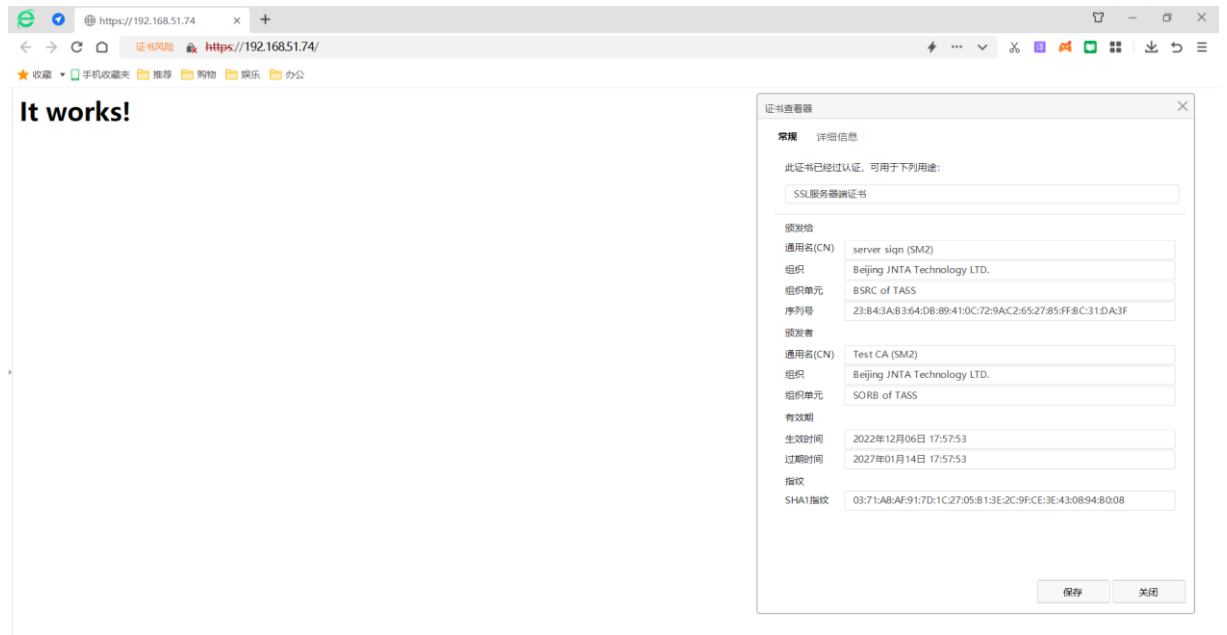 https://192.168.51.74
证书风险 https://192.168.51.74/
收藏 手机收藏夹 推荐 购物 娱乐 办公
It works!
证书查看器
常规 详细信息
此证书已经过认证，可用于下列用途：
SSL服务器端证书
颁发给
通用名(CN) server sign (SM2)
组织 Beijing JNTA Technology LTD.
组织单元 BSRC of TASS
序列号 23:B4:3A:B3:64:DB:89:41:0C:72:9A:C2:65:27:85:FF:BC:31:DA:3F
颁发者
通用名(CN) Test CA (SM2)
组织 Beijing JNTA Technology LTD.
组织单元 SORB of TASS
有效期
生效时间 2022年12月06日 17:57:53
过期时间 2027年01月14日 17:57:53
指纹
SHA1指纹 03:71:A8:AF:91:7D:1C:27:05:B1:3E:2C:9F:CE:3E:43:08:94:B0:08
保存 关闭